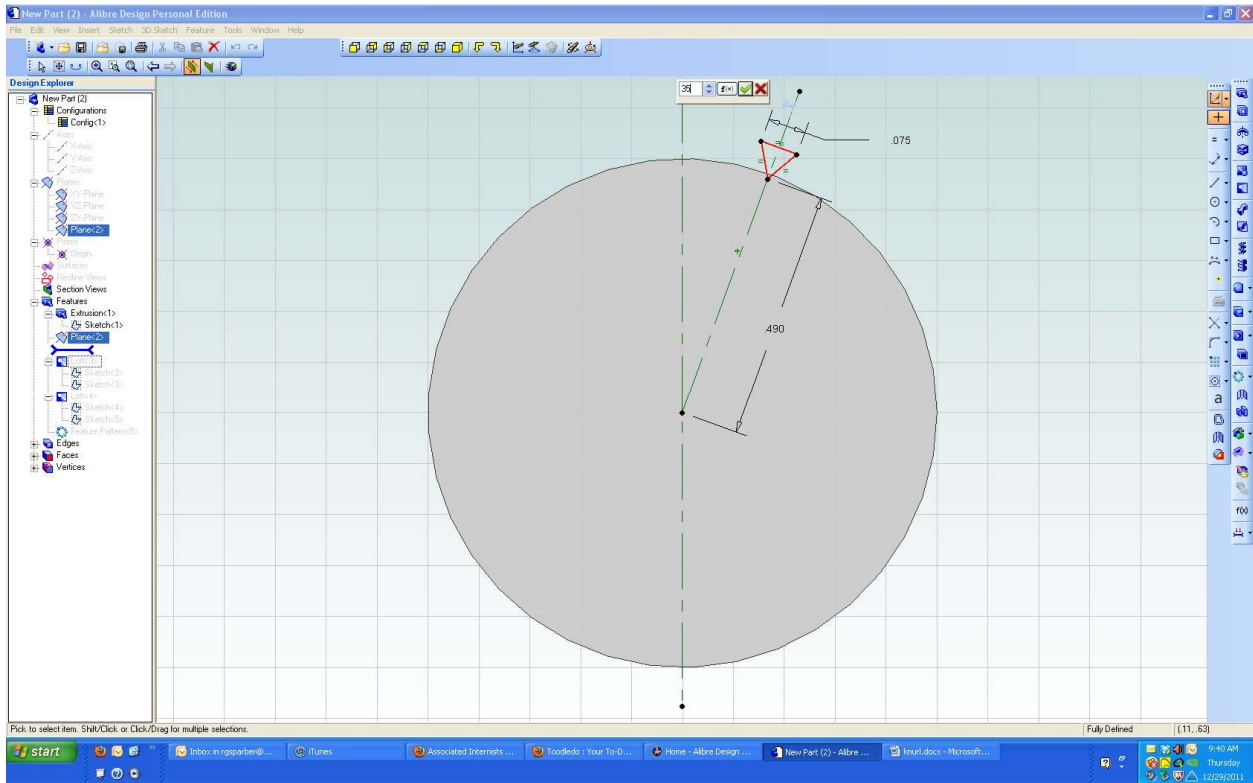 New Part (2) - Alibre Design Personal Edition
File Edit View Insert Sketch 3D Sketch Feature Tools Window Help
Design Explorer
New Part (2)
Configurations
Config<1>
Axes
X-Axis
Y-Axis
Z-Axis
Planes
XY-Plane
YZ-Plane
ZX-Plane
Plane<2>
Points
Origin
Surfaces
Redline Views
Section Views
Features
Extrusion<1>
Sketch<1>
Plane<2>
Sketch<2>
Sketch<3>
Loft<4>
Sketch<4>
Sketch<5>
Feature Pattern<5>
Edges
Faces
Vertices
35
f(x)
.075
.490
a
f(x)
Pick to select item. Shift/Click or Click/Drag for multiple selections.
Fully Defined
(.11, .63)
start
Inbox in rgsparber@...
iTunes
Associated Internists ...
Toodledo : Your To-D...
Home - Alibre Design ...
New Part (2) - Alibre ...
knurl.docx - Microsoft...
9:40 AM
Thursday
12/29/2011